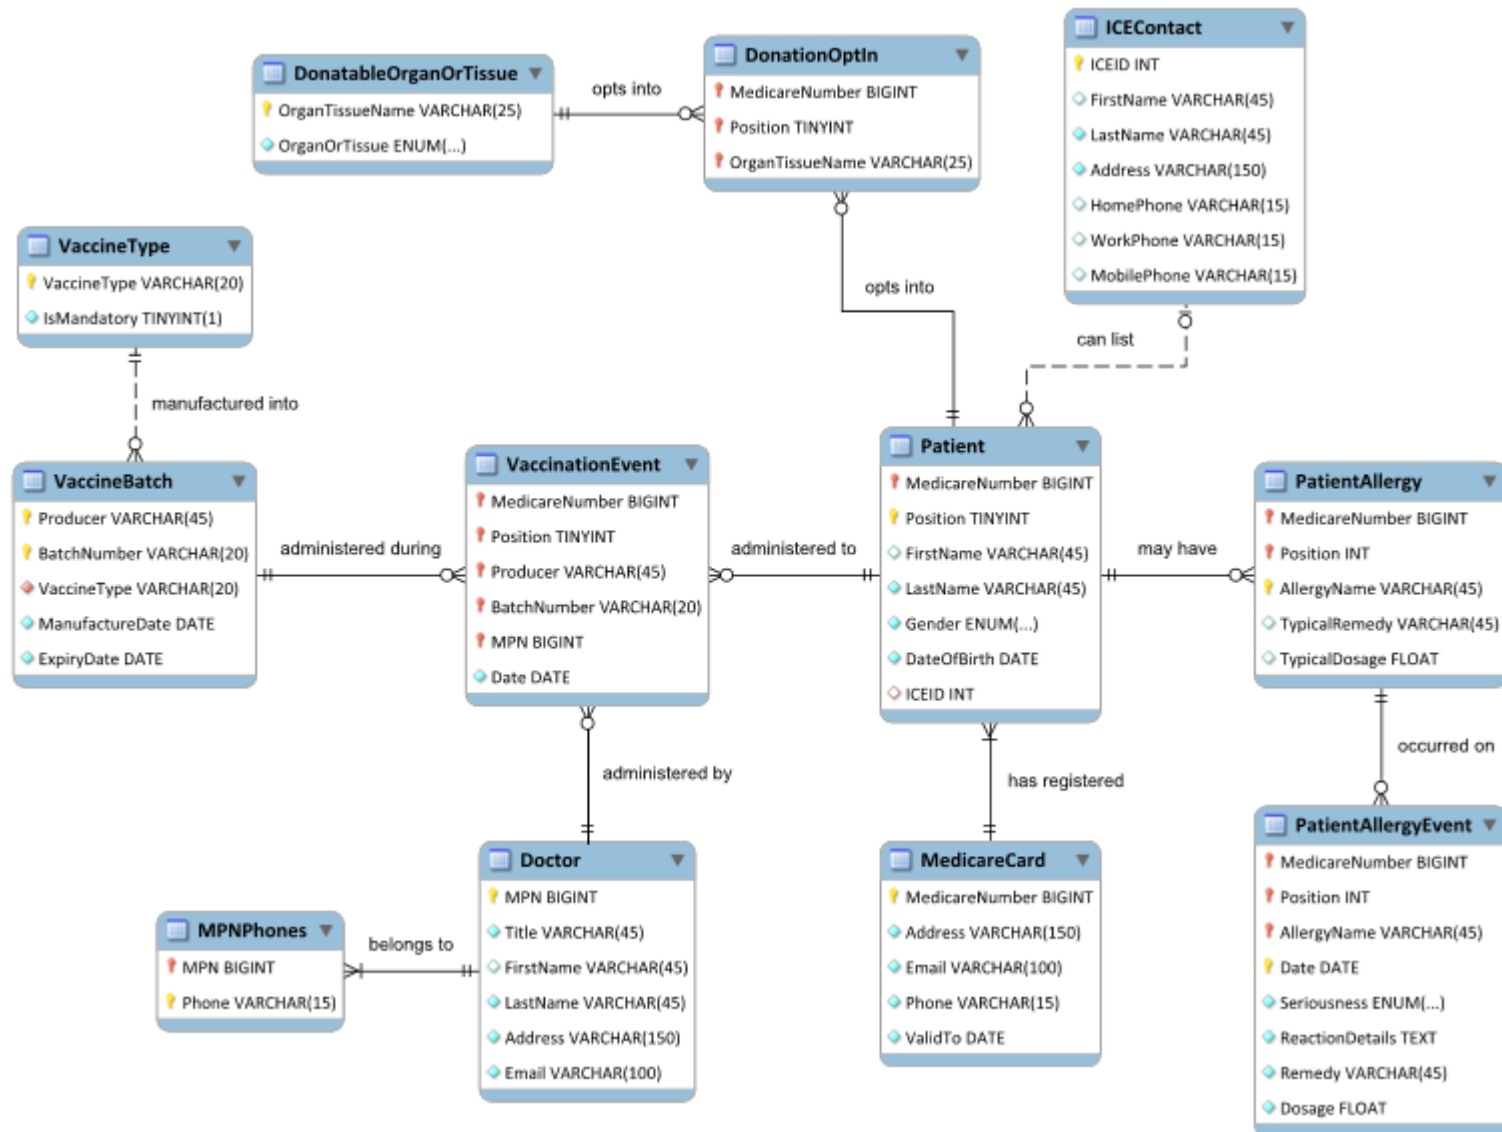 DonatableOrganOrTissue
OrganTissueName VARCHAR(25)
OrganOrTissue ENUM(...)
opts into
DonationOptIn
MedicareNumber BIGINT
Position TINYINT
OrganTissueName VARCHAR(25)
ICEContact
ICEID INT
FirstName VARCHAR(45)
LastName VARCHAR(45)
Address VARCHAR(150)
HomePhone VARCHAR(15)
WorkPhone VARCHAR(15)
MobilePhone VARCHAR(15)
VaccineType
VaccineType VARCHAR(20)
IsMandatory TINYINT(1)
opts into
can list
manufactured into
VaccineBatch
Producer VARCHAR(45)
BatchNumber VARCHAR(20)
VaccineType VARCHAR(20)
ManufactureDate DATE
ExpiryDate DATE
administered during
VaccinationEvent
MedicareNumber BIGINT
Position TINYINT
Producer VARCHAR(45)
BatchNumber VARCHAR(20)
MPN BIGINT
Date DATE
administered to
Patient
MedicareNumber BIGINT
Position TINYINT
FirstName VARCHAR(45)
LastName VARCHAR(45)
Gender ENUM(...)
DateOfBirth DATE
ICEID INT
may have
PatientAllergy
MedicareNumber BIGINT
Position INT
AllergyName VARCHAR(45)
TypicalRemedy VARCHAR(45)
TypicalDosage FLOAT
administered by
has registered
occurred on
MPNPhones
MPN BIGINT
Phone VARCHAR(15)
belongs to
Doctor
MPN BIGINT
Title VARCHAR(45)
FirstName VARCHAR(45)
LastName VARCHAR(45)
Address VARCHAR(150)
Email VARCHAR(100)
MedicareCard
MedicareNumber BIGINT
Address VARCHAR(150)
Email VARCHAR(100)
Phone VARCHAR(15)
ValidTo DATE
PatientAllergyEvent
MedicareNumber BIGINT
Position INT
AllergyName VARCHAR(45)
Date DATE
Seriousness ENUM(...)
ReactionDetails TEXT
Remedy VARCHAR(45)
Dosage FLOAT